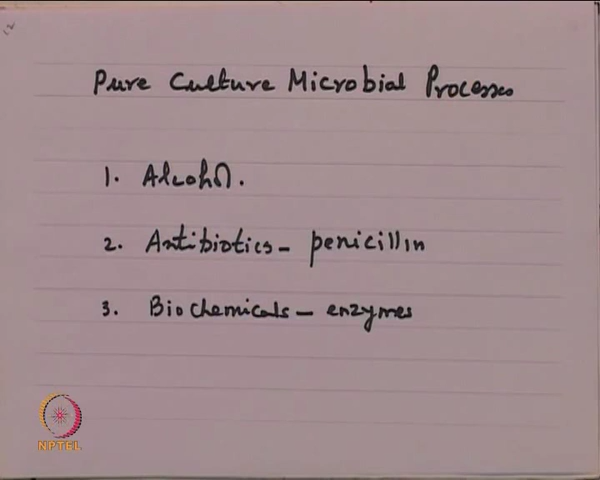 Pure Culture Microbial Processes
1. Alcohol.
2. Antibiotics - penicillin
3. Biochemicals - enzymes
NPTEL